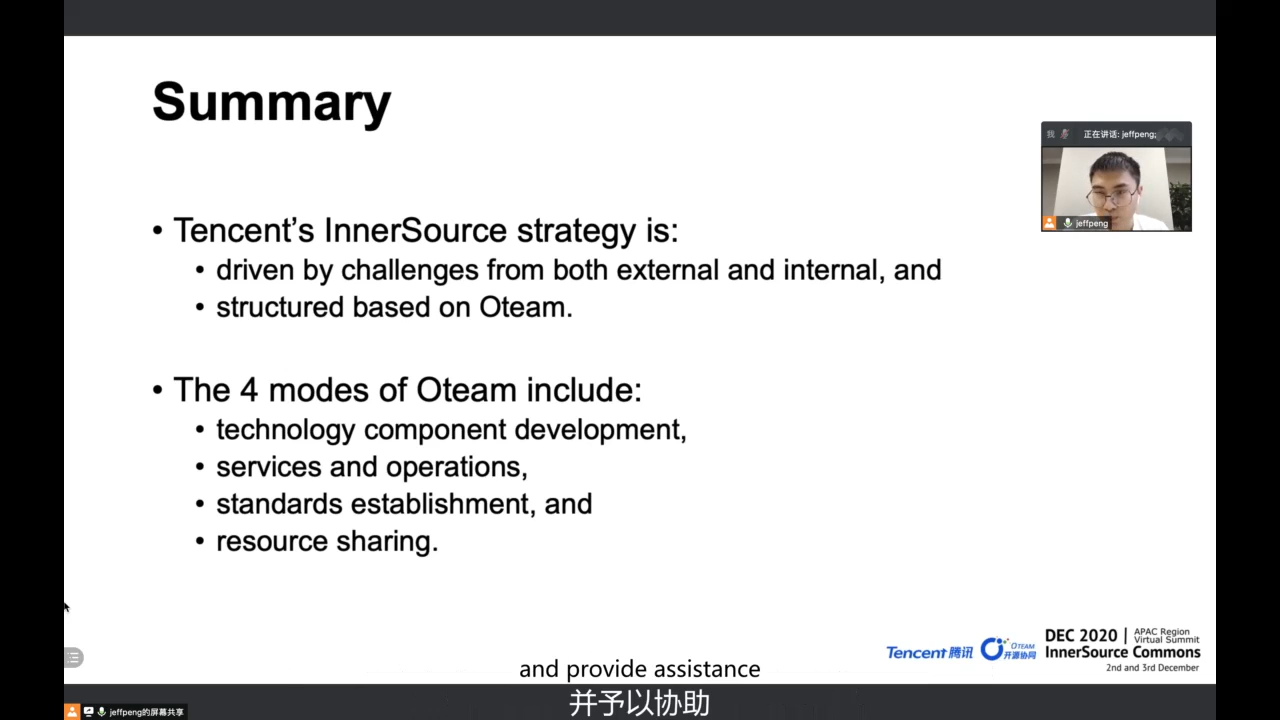 Summary
我 正在讲话: jeffpeng;
jeffpeng
• Tencent’s InnerSource strategy is:
• driven by challenges from both external and internal, and
• structured based on Oteam.
• The 4 modes of Oteam include:
• technology component development,
• services and operations,
• standards establishment, and
• resource sharing.
Tencent 腾讯
OTEAM
开源协同
DEC 2020 | APAC Region
Virtual Summit
InnerSource Commons
2nd and 3rd December
and provide assistance
并予以协助
jeffpeng的屏幕共享